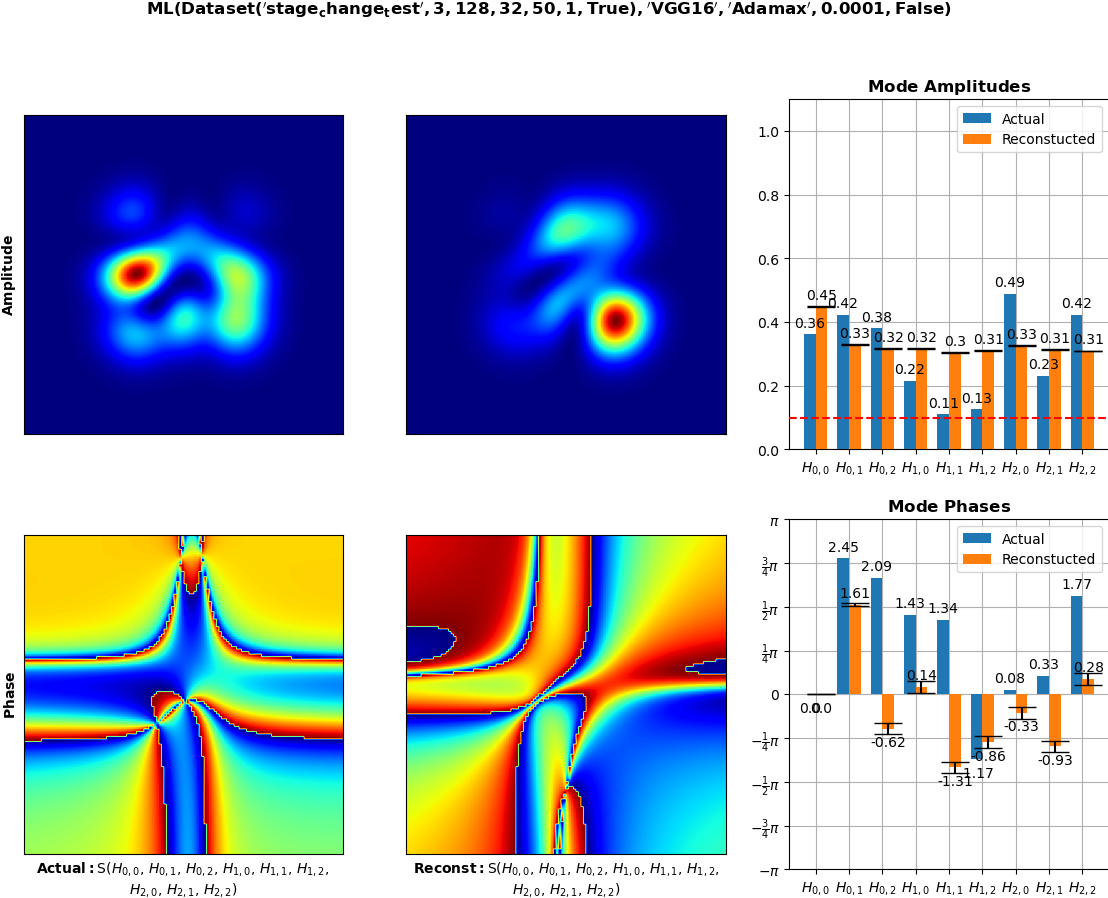 ML(Dataset('stage_change_test', 3, 128, 32, 50, 1, True), 'VGG16', 'Adamax', 0.0001, False)
Amplitude
Mode Amplitudes
Actual
Reconstucted
1.0
0.8
0.6
0.4
0.2
0.0
0.36 0.42 0.38 0.22 0.11 0.13 0.49 0.23 0.42
0.45 0.33 0.32 0.32 0.3 0.31 0.33 0.31 0.31
H0,0 H0,1 H0,2 H1,0 H1,1 H1,2 H2,0 H2,1 H2,2
Phase
Actual: S(H0,0, H0,1, H0,2, H1,0, H1,1, H1,2,
H2,0, H2,1, H2,2)
Reconst: S(H0,0, H0,1, H0,2, H1,0, H1,1, H1,2,
H2,0, H2,1, H2,2)
Mode Phases
Actual
Reconstucted
π
3/4π
1/2π
1/4π
0
−1/4π
−1/2π
−3/4π
−π
0.0 2.45 2.09 1.43 1.34 -1.17 0.08 0.33 1.77
0.0 1.61 -0.62 0.14 -1.31 -0.86 -0.33 -0.93 0.28
H0,0 H0,1 H0,2 H1,0 H1,1 H1,2 H2,0 H2,1 H2,2